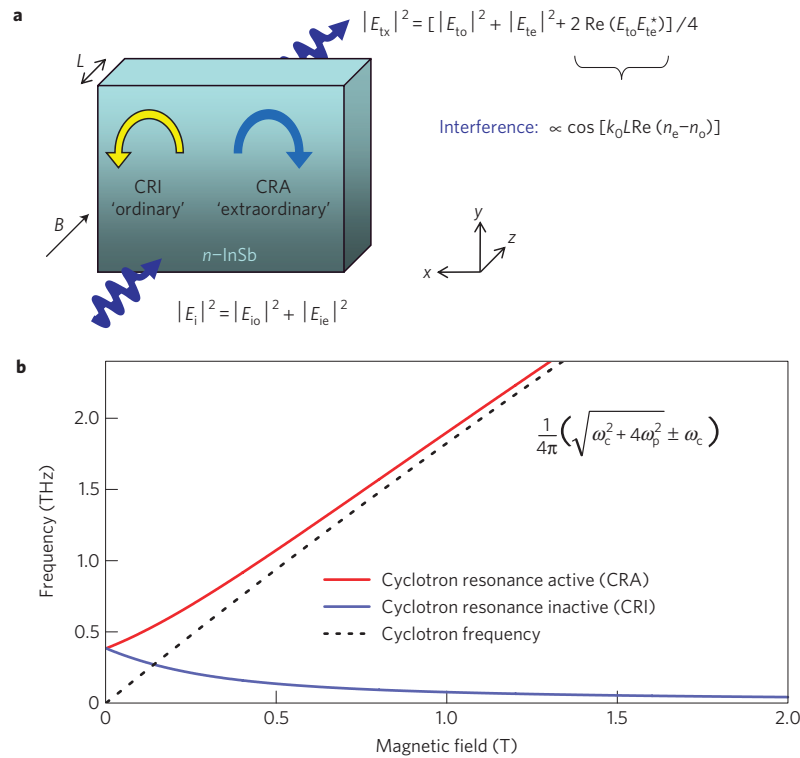 a
|E_tx|² = [|E_to|² + |E_te|² + 2 Re (E_to E_te*)] / 4
L
Interference: ∝ cos [k₀LRe (n_e–n_o)]
CRI
'ordinary'
CRA
'extraordinary'
B
n–InSb
y
z
x
|E_i|² = |E_io|² + |E_ie|²
b
1/4π (√(ω_c² + 4ω_p²) ± ω_c)
2.0
1.5
1.0
0.5
0
Frequency (THz)
Cyclotron resonance active (CRA)
Cyclotron resonance inactive (CRI)
Cyclotron frequency
0 0.5 1.0 1.5 2.0
Magnetic field (T)